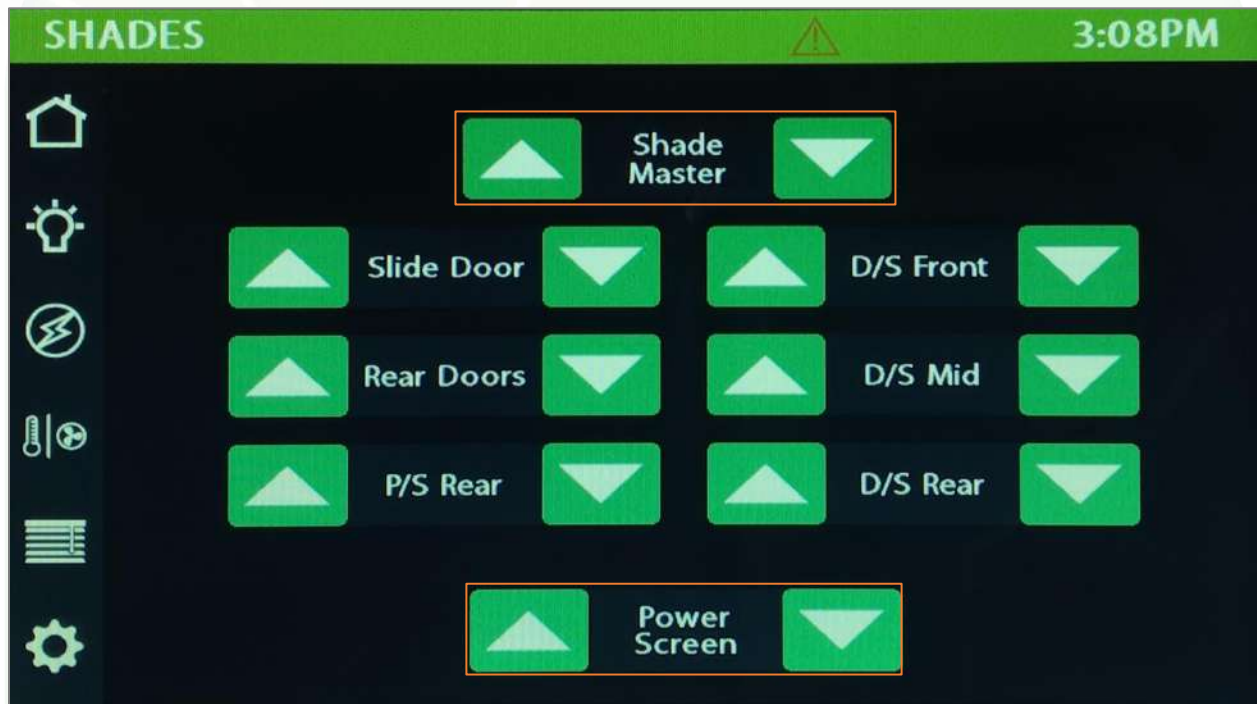 SHADES 3:08PM
Shade
Master
Slide Door D/S Front
Rear Doors D/S Mid
P/S Rear D/S Rear
Power
Screen